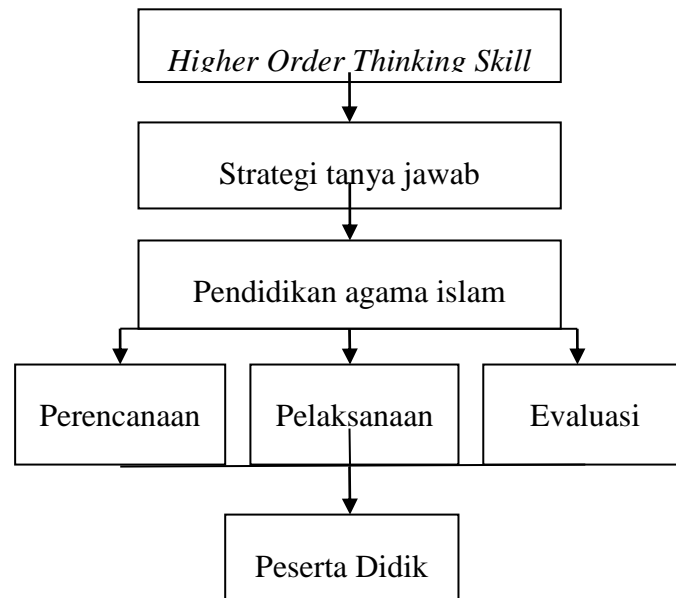 Higher Order Thinking Skill
Strategi tanya jawab
Pendidikan agama islam
Perencanaan
Pelaksanaan
Evaluasi
Peserta Didik